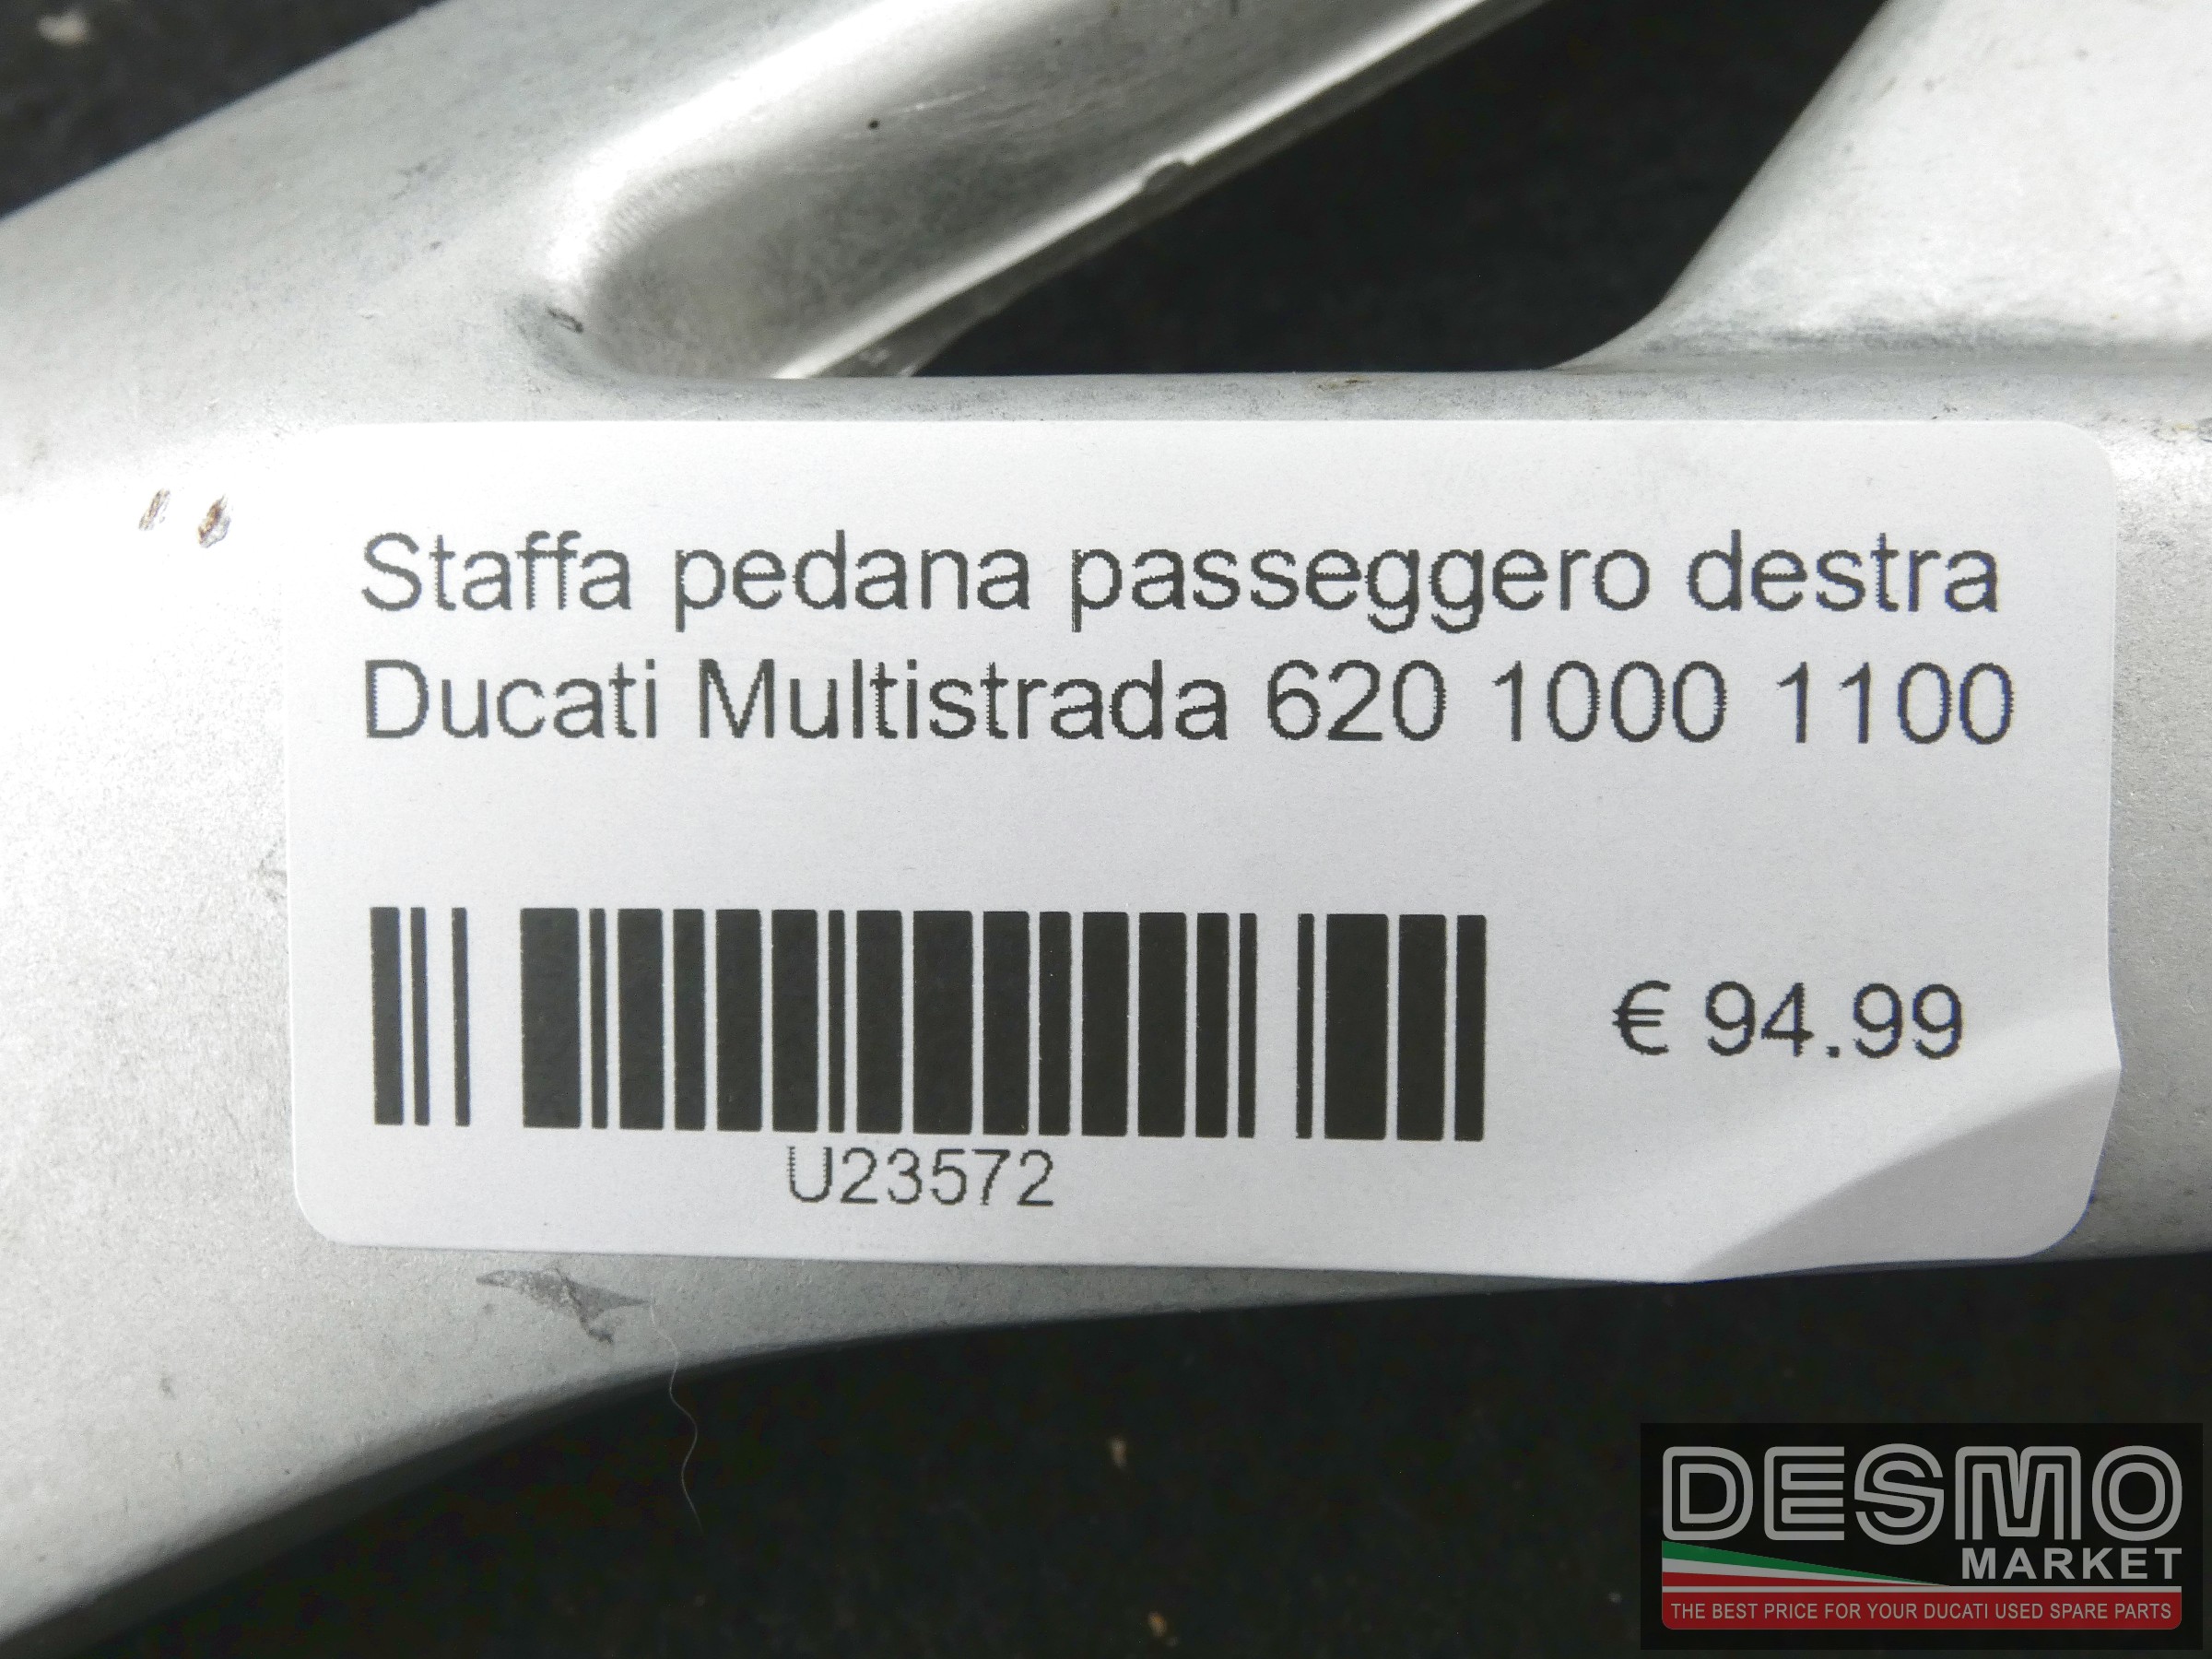 Staffa pedana passeggero destra
Ducati Multistrada 620 1000 1100
€ 94.99
U23572
DESMO
MARKET
THE BEST PRICE FOR YOUR DUCATI USED SPARE PARTS